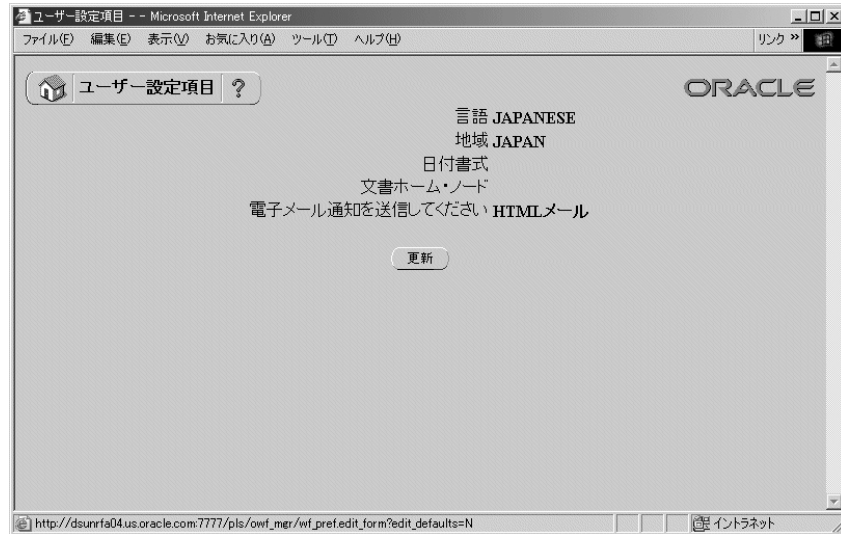 ユーザー設定項目 - - Microsoft Internet Explorer
ファイル(F) 編集(E) 表示(V) お気に入り(A) ツール(T) ヘルプ(H) リンク »
ユーザー設定項目 ?
ORACLE
言語 JAPANESE
地域 JAPAN
日付書式
文書ホーム・ノード
電子メール通知を送信してください HTMLメール
更新
http://dsunrfa04.us.oracle.com:7777/pls/owf_mgr/wf_pref.edit_form?edit_defaults=N イントラネット